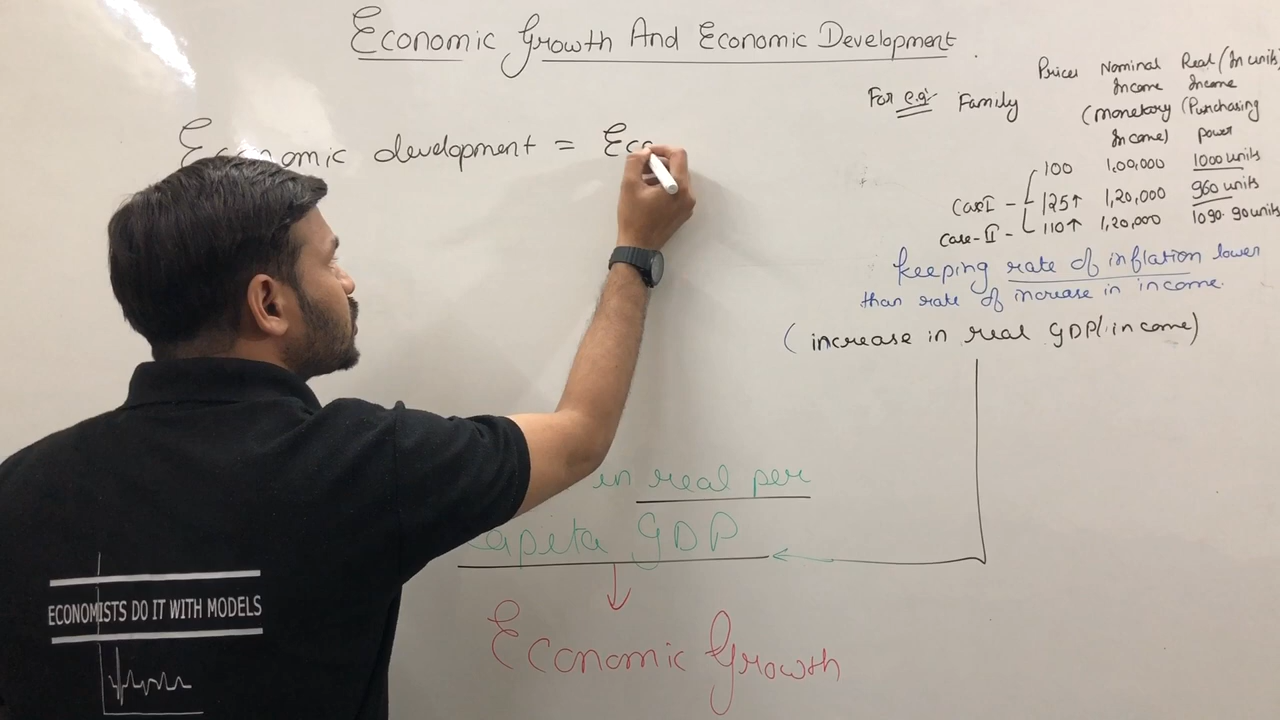 Economic Growth And Economic Development
Economic development = Eco
For e.g. Family
Prices Nominal Real (In units)
Income Income
(Monetary (Purchasing
Income) power
100 1,00,000 1000 units
Case I - 125↑ 1,20,000 960 units
Case-II - 110↑ 1,20,000 1090.90 units
keeping rate of inflation lower
than rate of increase in income.
(increase in real GDP/income)
in real per
Capita GDP
Economic Growth
ECONOMISTS DO IT WITH MODELS